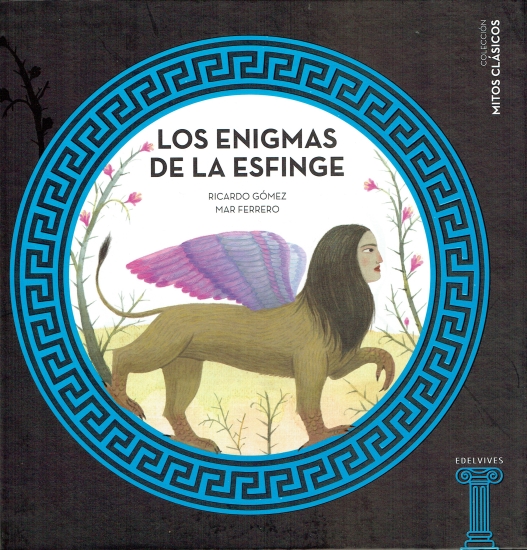 COLECCIÓN
MITOS CLÁSICOS
LOS ENIGMAS
DE LA ESFINGE
RICARDO GÓMEZ
MAR FERRERO
EDELVIVES